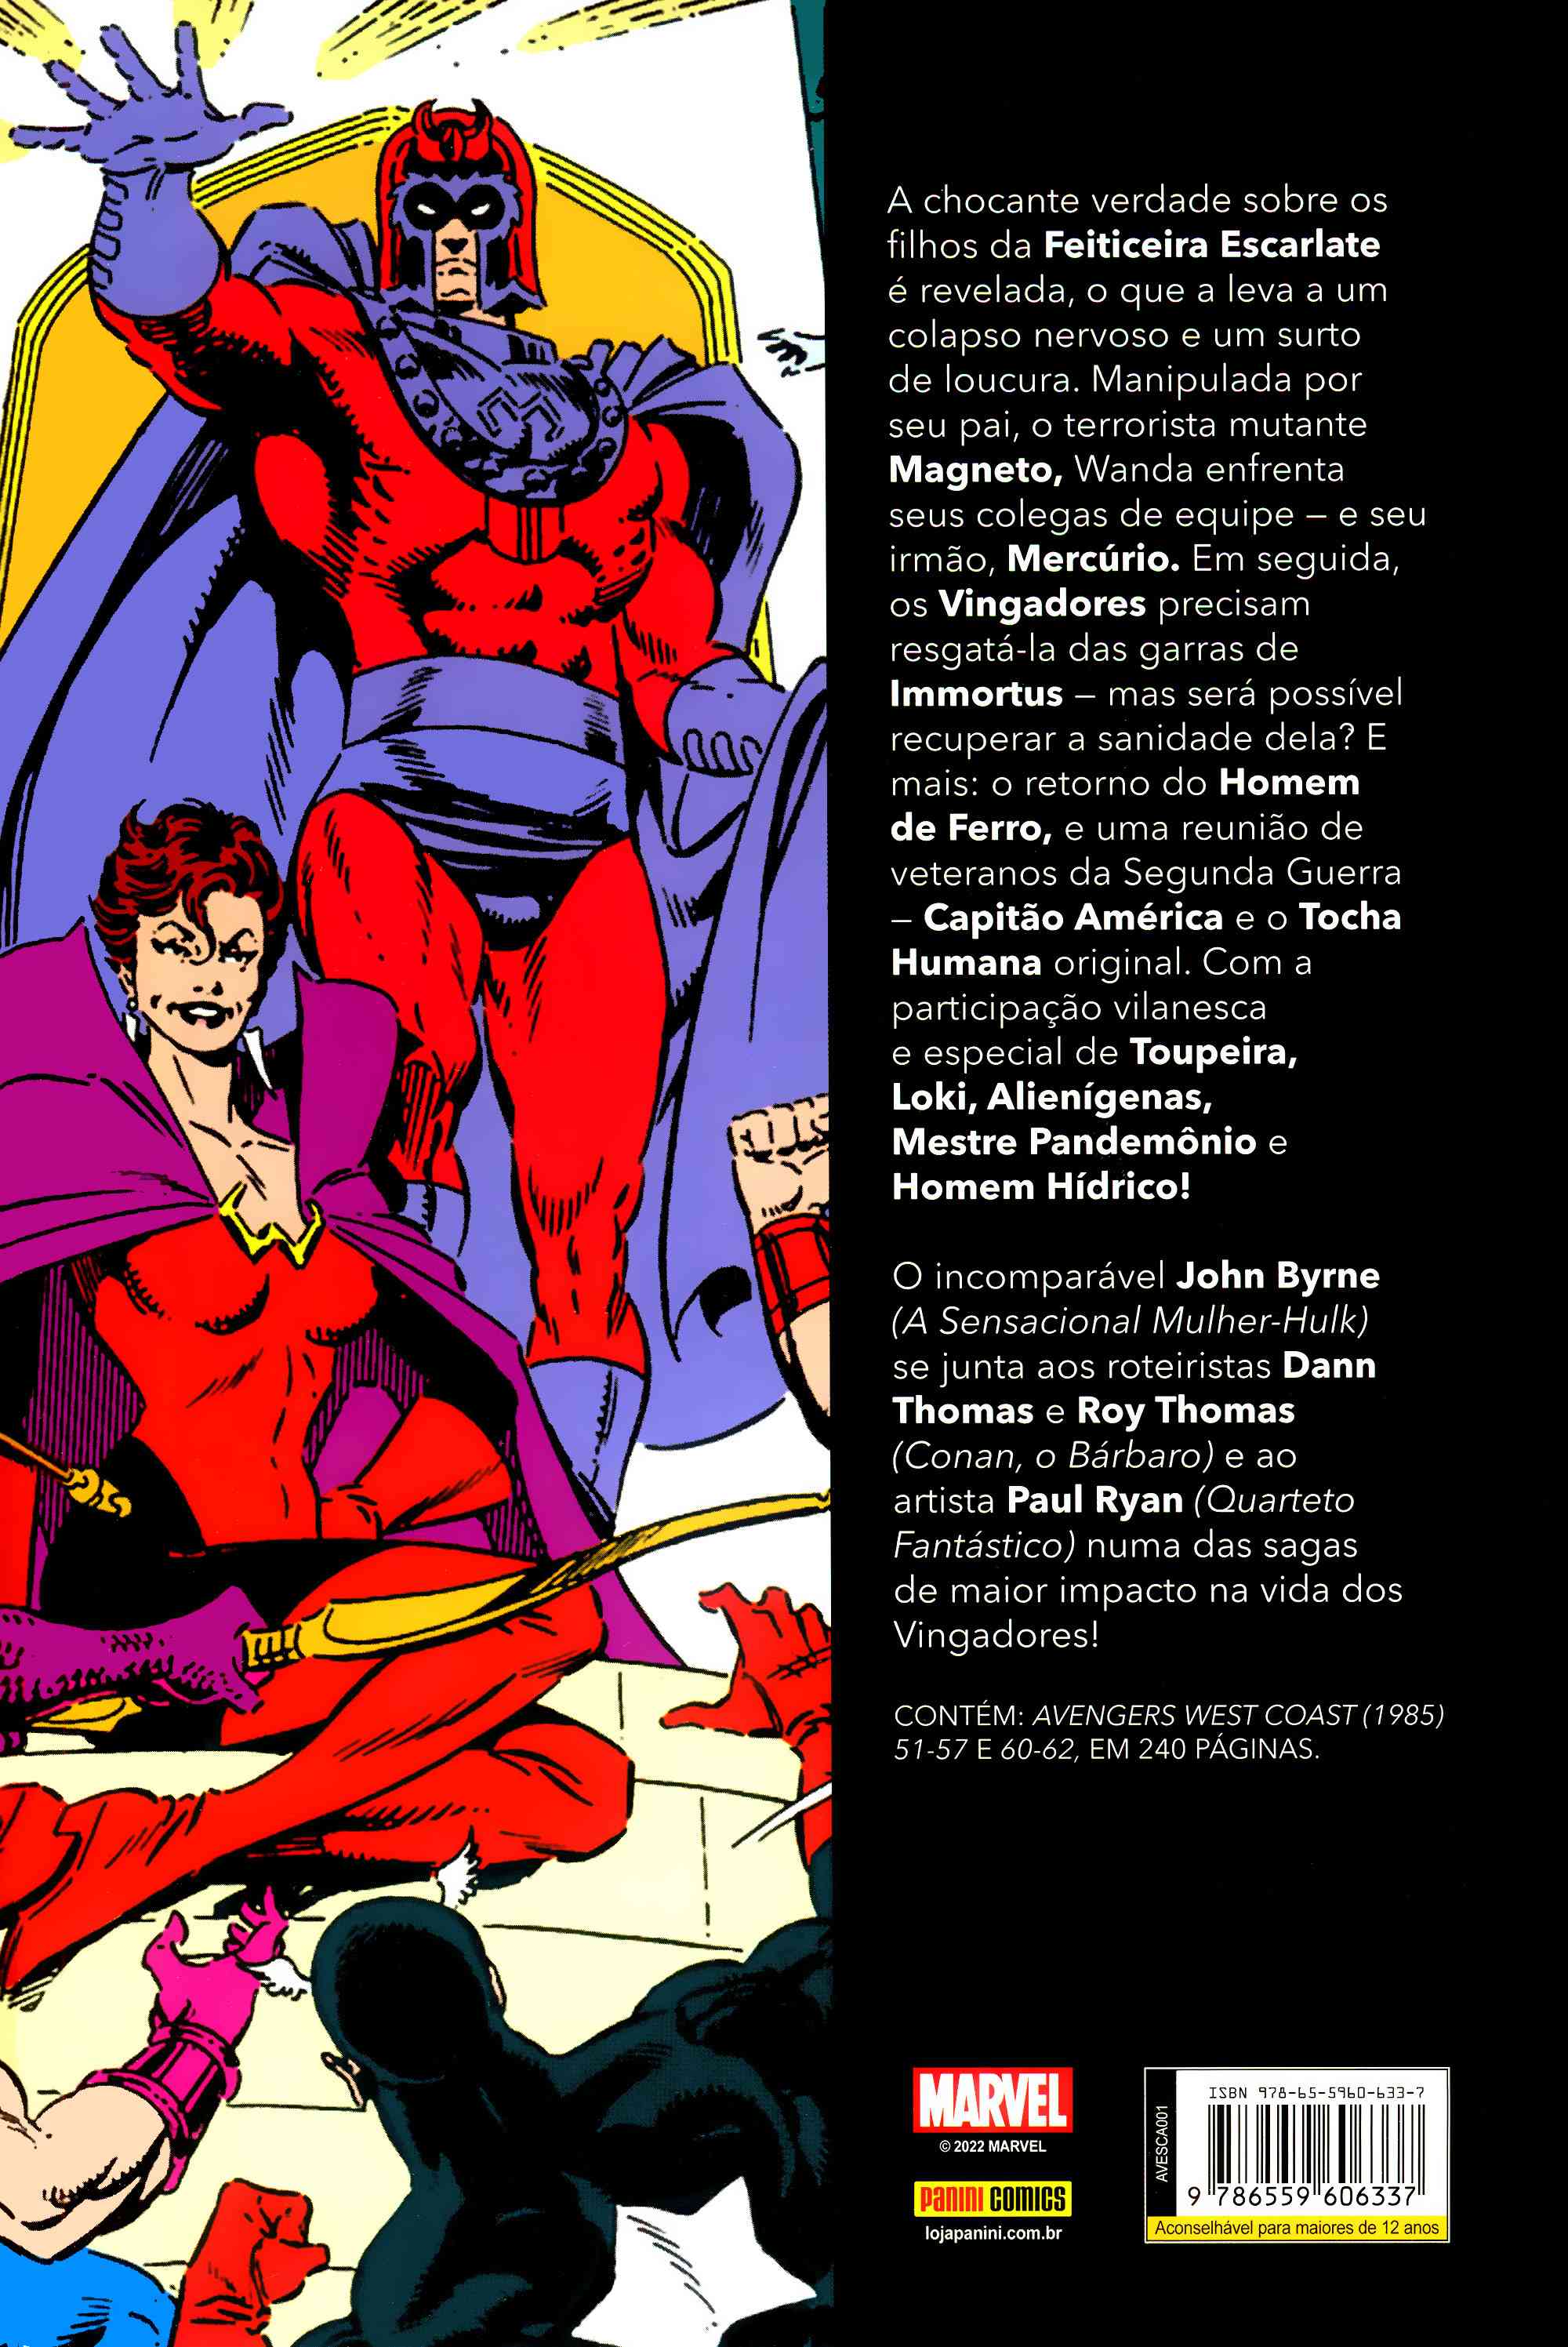 A chocante verdade sobre os
filhos da Feiticeira Escarlate
é revelada, o que a leva a um
colapso nervoso e um surto
de loucura. Manipulada por
seu pai, o terrorista mutante
Magneto, Wanda enfrenta
seus colegas de equipe – e seu
irmão, Mercúrio. Em seguida,
os Vingadores precisam
resgatá-la das garras de
Immortus – mas será possível
recuperar a sanidade dela? E
mais: o retorno do Homem
de Ferro, e uma reunião de
veteranos da Segunda Guerra
– Capitão América e o Tocha
Humana original. Com a
participação vilanesca
e especial de Toupeira,
Loki, Alienígenas,
Mestre Pandemônio e
Homem Hídrico!
O incomparável John Byrne
(A Sensacional Mulher-Hulk)
se junta aos roteiristas Dann
Thomas e Roy Thomas
(Conan, o Bárbaro) e ao
artista Paul Ryan (Quarteto
Fantástico) numa das sagas
de maior impacto na vida dos
Vingadores!
CONTÉM: AVENGERS WEST COAST (1985)
51-57 E 60-62, EM 240 PÁGINAS.
MARVEL
© 2022 MARVEL
PANINI COMICS
lojapanini.com.br
AVESCA001
ISBN 978-65-5960-633-7
9 786559 606337
Aconselhável para maiores de 12 anos